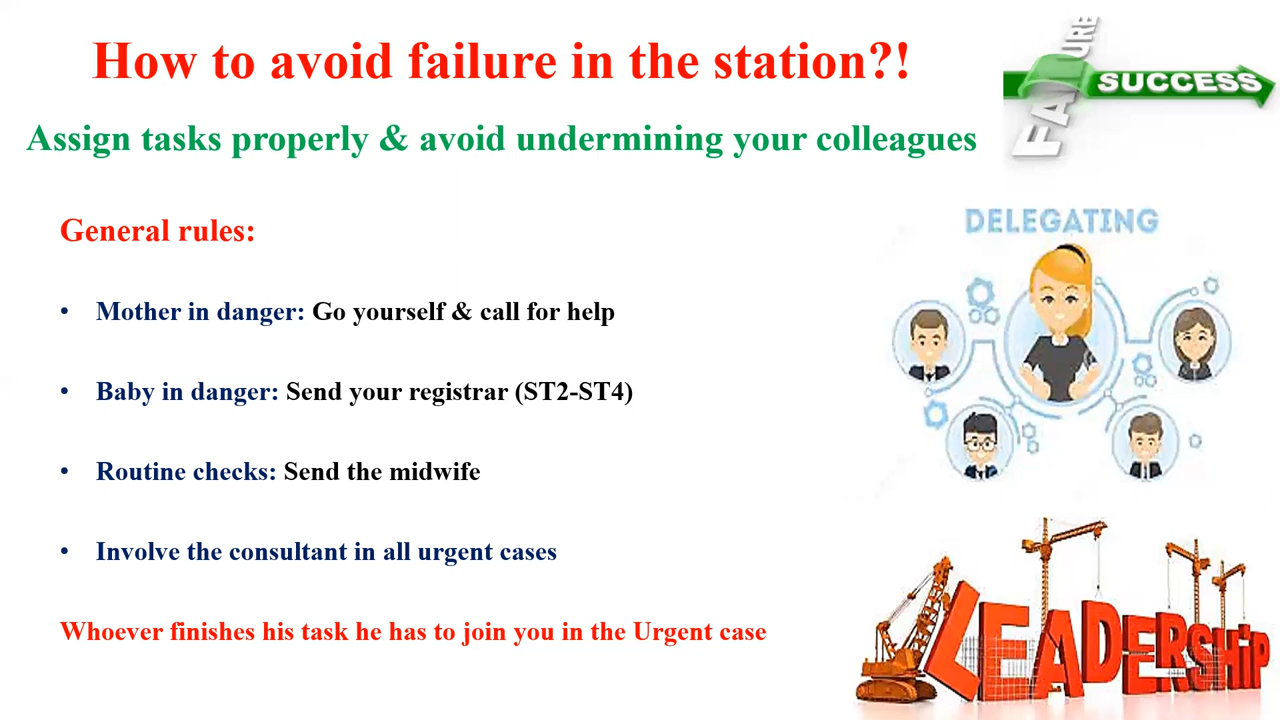 How to avoid failure in the station?!
FAILURE
SUCCESS
Assign tasks properly & avoid undermining your colleagues
General rules:
DELEGATING
• Mother in danger: Go yourself & call for help
• Baby in danger: Send your registrar (ST2-ST4)
• Routine checks: Send the midwife
• Involve the consultant in all urgent cases
Whoever finishes his task he has to join you in the Urgent case
LEADERSHIP